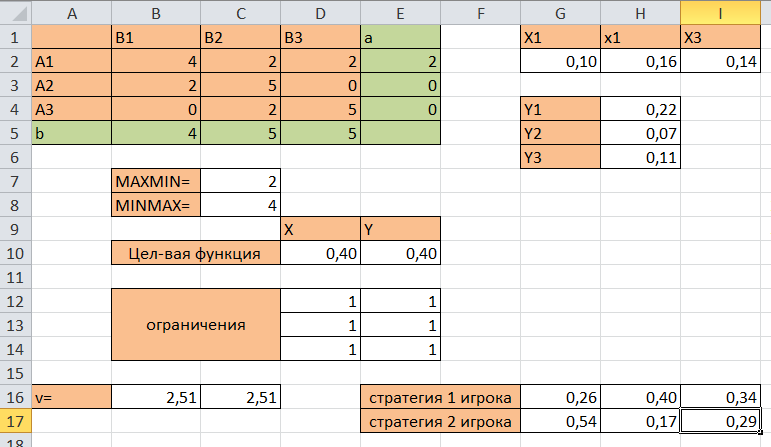 A B C D E F G H I
1 B1 B2 B3 a X1 x1 X3
2 A1 4 2 2 2 0,10 0,16 0,14
3 A2 2 5 0 0
4 A3 0 2 5 0 Y1 0,22
5 b 4 5 5 Y2 0,07
6 Y3 0,11
7 MAXMIN= 2
8 MINMAX= 4
9 X Y
10 Цел-вая функция 0,40 0,40
11
12 1 1
13 ограничения 1 1
14 1 1
15
16 v= 2,51 2,51 стратегия 1 игрока 0,26 0,40 0,34
17 стратегия 2 игрока 0,54 0,17 0,29
18